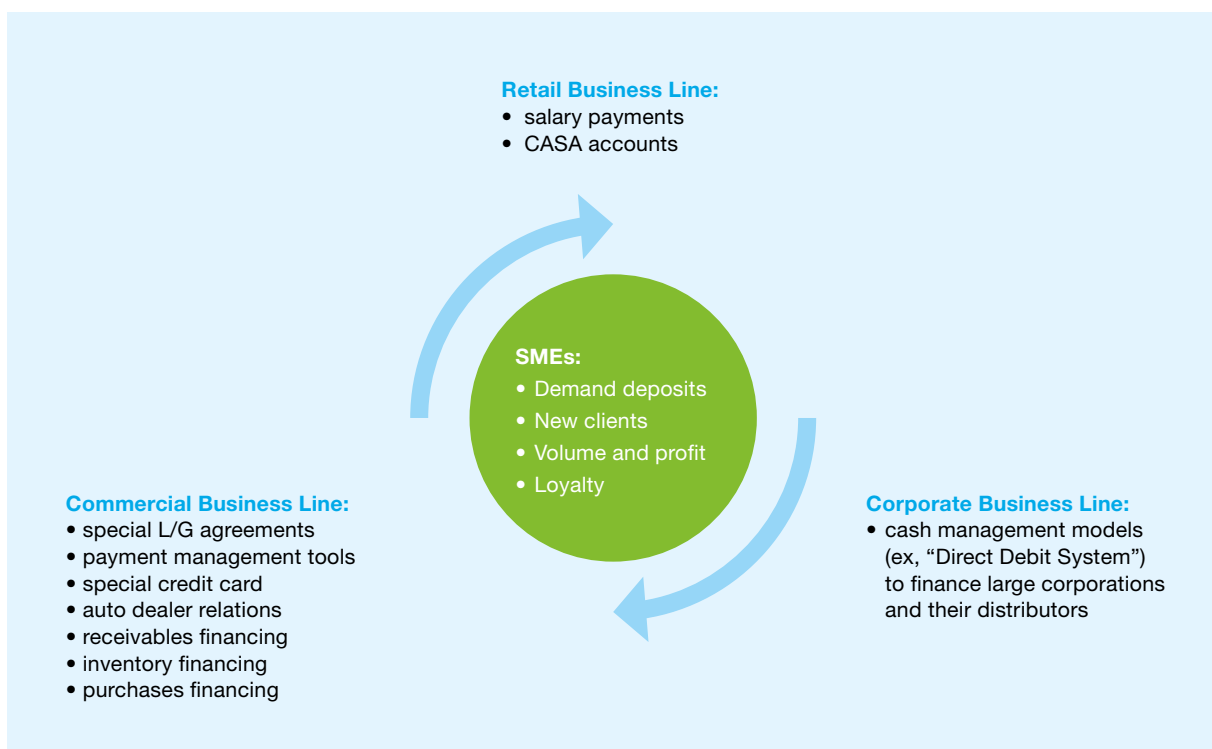 Retail Business Line:
• salary payments
• CASA accounts
SMEs:
• Demand deposits
• New clients
• Volume and profit
• Loyalty
Commercial Business Line:
• special L/G agreements
• payment management tools
• special credit card
• auto dealer relations
• receivables financing
• inventory financing
• purchases financing
Corporate Business Line:
• cash management models
(ex, “Direct Debit System”)
to finance large corporations
and their distributors